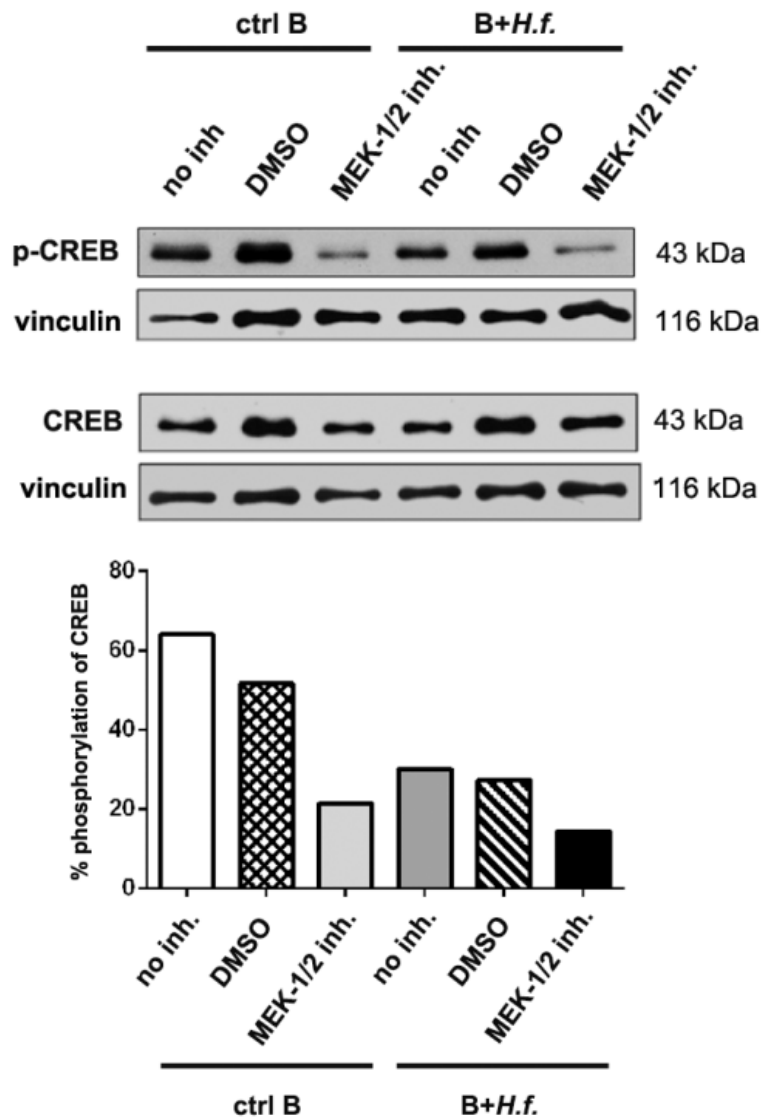 ctrl B B+H.f.
no inh DMSO MEK-1/2 inh. no inh DMSO MEK-1/2 inh.
p-CREB 43 kDa
vinculin 116 kDa
CREB 43 kDa
vinculin 116 kDa
% phosphorylation of CREB
80
60
40
20
0
no inh. DMSO MEK-1/2 inh. no inh. DMSO MEK-1/2 inh.
ctrl B B+H.f.